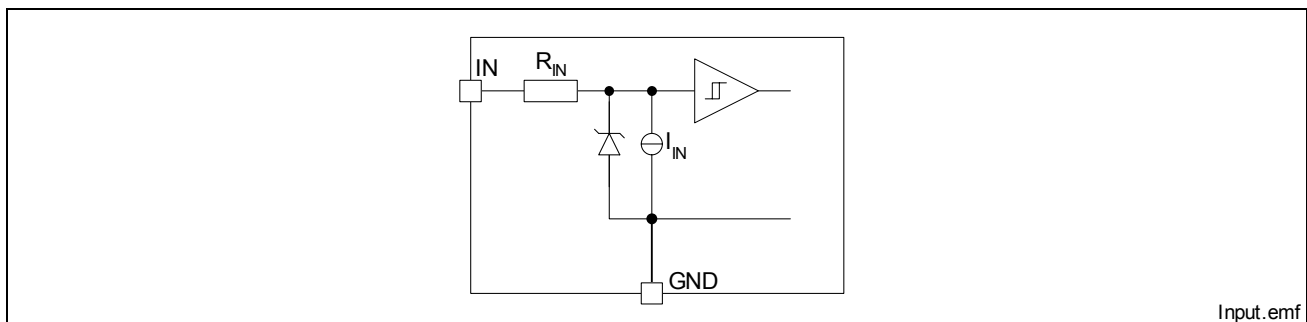 IN
R_IN
I_IN
GND
Input.emf